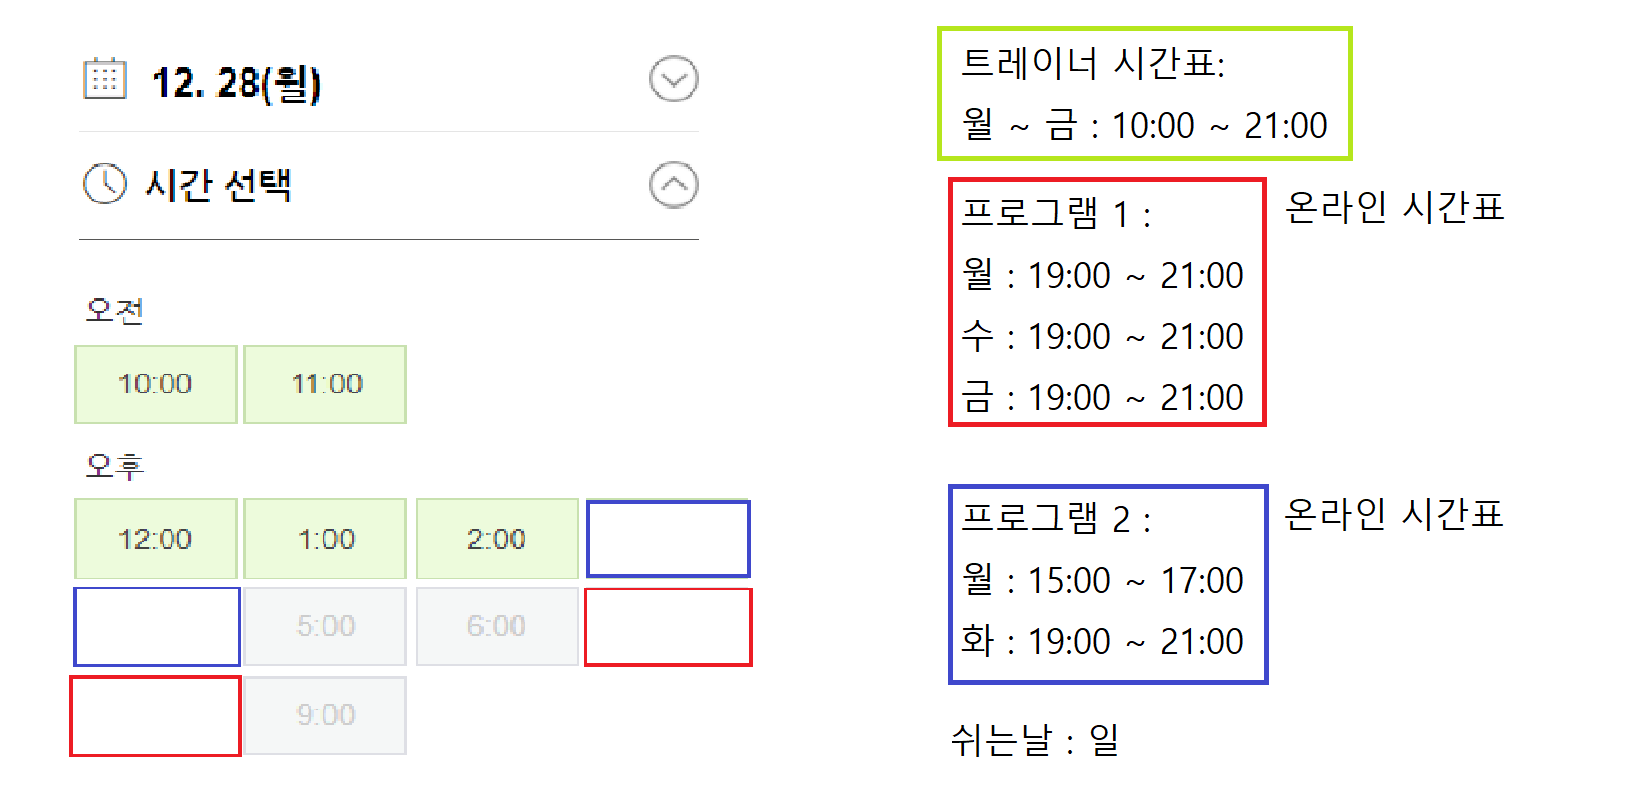 12. 28(월)
시간 선택
오전
10:00 11:00
오후
12:00 1:00 2:00
5:00 6:00
9:00
트레이너 시간표:
월 ~ 금 : 10:00 ~ 21:00
프로그램 1 :
월 : 19:00 ~ 21:00
수 : 19:00 ~ 21:00
금 : 19:00 ~ 21:00
온라인 시간표
프로그램 2 :
월 : 15:00 ~ 17:00
화 : 19:00 ~ 21:00
온라인 시간표
쉬는날 : 일